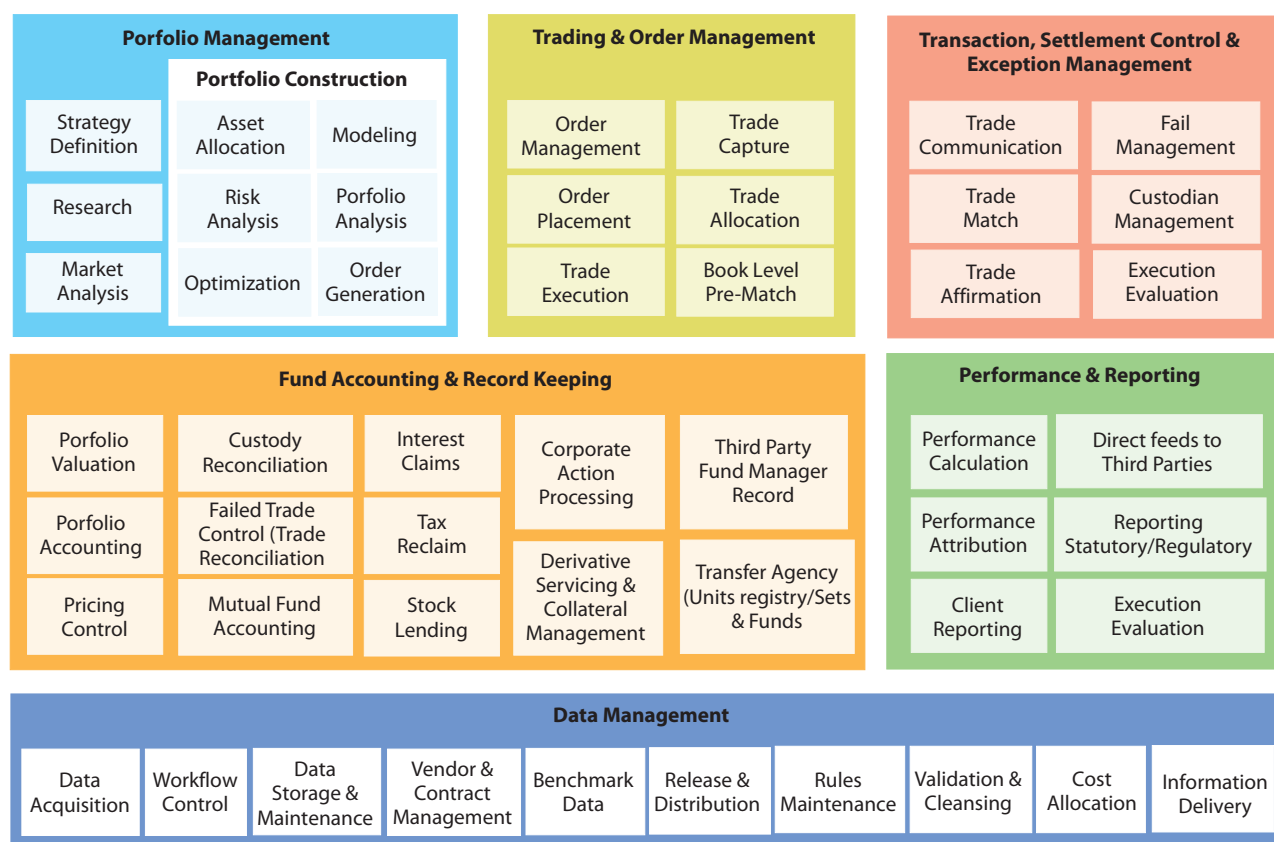 Porfolio Management
Portfolio Construction
Strategy
Definition
Asset
Allocation
Modeling
Research
Risk
Analysis
Porfolio
Analysis
Market
Analysis
Optimization
Order
Generation
Trading & Order Management
Order
Management
Trade
Capture
Order
Placement
Trade
Allocation
Trade
Execution
Book Level
Pre-Match
Transaction, Settlement Control &
Exception Management
Trade
Communication
Fail
Management
Trade
Match
Custodian
Management
Trade
Affirmation
Execution
Evaluation
Fund Accounting & Record Keeping
Porfolio
Valuation
Custody
Reconciliation
Interest
Claims
Corporate
Action
Processing
Third Party
Fund Manager
Record
Porfolio
Accounting
Failed Trade
Control (Trade
Reconciliation
Tax
Reclaim
Derivative
Servicing &
Collateral
Management
Transfer Agency
(Units registry/Sets
& Funds
Pricing
Control
Mutual Fund
Accounting
Stock
Lending
Performance & Reporting
Performance
Calculation
Direct feeds to
Third Parties
Performance
Attribution
Reporting
Statutory/Regulatory
Client
Reporting
Execution
Evaluation
Data Management
Data
Acquisition
Workflow
Control
Data
Storage &
Maintenance
Vendor &
Contract
Management
Benchmark
Data
Release &
Distribution
Rules
Maintenance
Validation &
Cleansing
Cost
Allocation
Information
Delivery